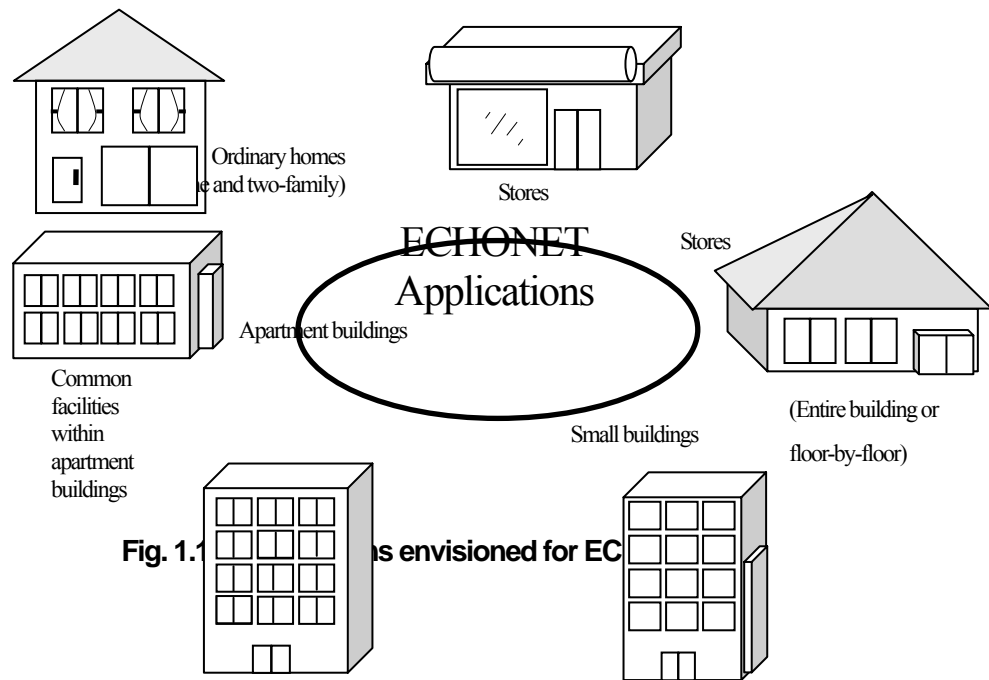 Ordinary homes
e and two-family)
Stores
ECHONET
Applications
Stores
Apartment buildings
Common
facilities
within
apartment
buildings
(Entire building or
floor-by-floor)
Small buildings
Fig. 1.1 ns envisioned for EC